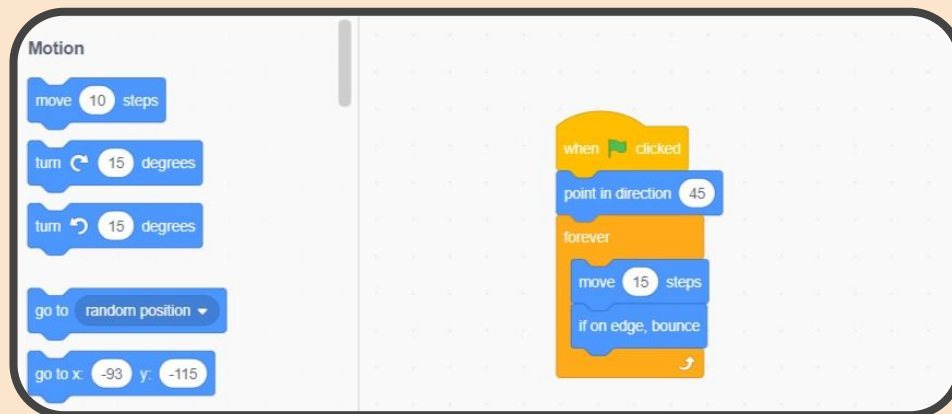 Motion
move 10 steps
turn 15 degrees
turn 15 degrees
go to random position
go to x: -93 y: -115
when clicked
point in direction 45
forever
move 15 steps
if on edge, bounce